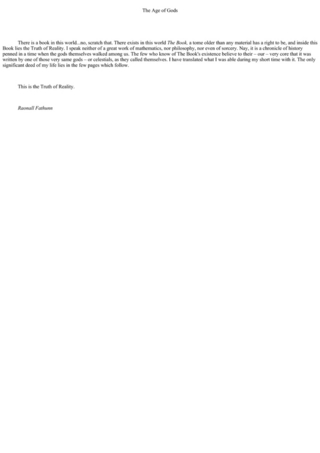 The Age of Gods
There is a book in this world...no, scratch that. There exists in this world The Book, a tome older than any material has a right to be, and inside this
Book lies the Truth of Reality. I speak neither of a great work of mathematics, nor philosophy, nor even of sorcery. Nay, it is a chronicle of history
penned in a time when the gods themselves walked among us. The few who know of The Book's existence believe to their – our – very core that it was
written by one of those very same gods – or celestials, as they called themselves. I have translated what I was able during my short time with it. The only
significant deed of my life lies in the few pages which follow.
This is the Truth of Reality.